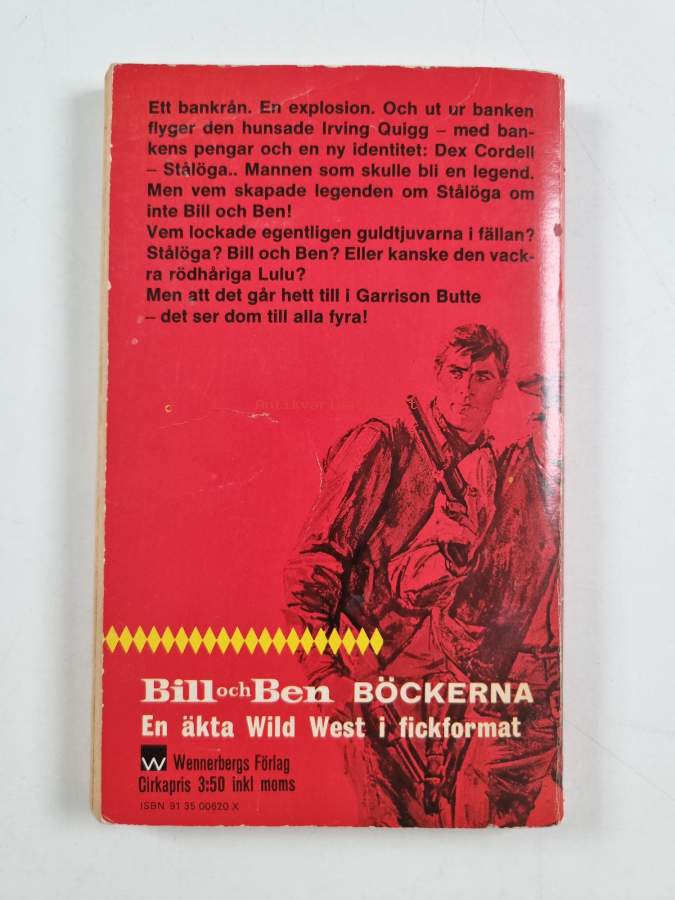 Ett bankrån. En explosion. Och ut ur banken
flyger den hunsade Irving Quigg – med ban-
kens pengar och en ny identitet: Dex Cordell
– Stålöga.. Mannen som skulle bli en legend.
Men vem skapade legenden om Stålöga om
inte Bill och Ben!
Vem lockade egentligen guldtjuvarna i fällan?
Stålöga? Bill och Ben? Eller kanske den vack-
ra rödhåriga Lulu?
Men att det går hett till i Garrison Butte
– det ser dom till alla fyra!
Bill och Ben BÖCKERNA
En äkta Wild West i fickformat
W Wennerbergs Förlag
Cirkapris 3:50 inkl moms
ISBN 91 35 00620 X